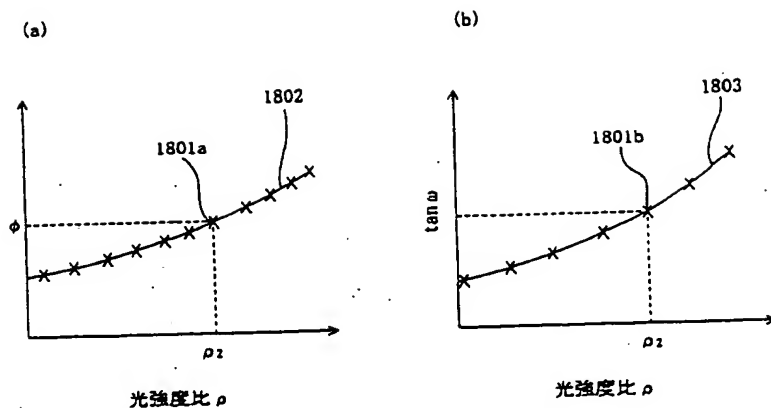 (a)
1802
1801a
φ
ρ2
光強度比 ρ
(b)
1803
1801b
tan ω
ρ2
光強度比 ρ